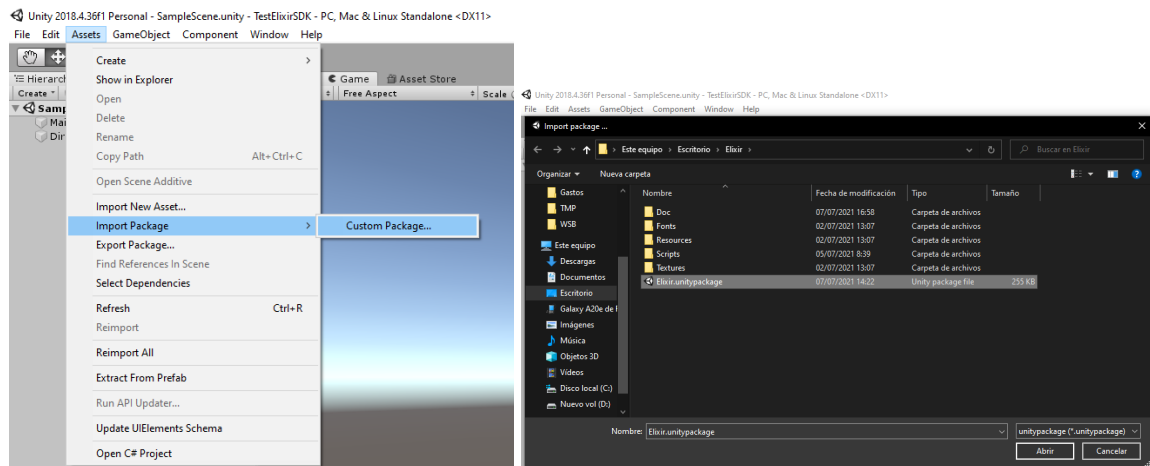 Unity 2018.4.36f1 Personal - SampleScene.unity - TestElixirSDK - PC, Mac & Linux Standalone <DX11>
File Edit Assets GameObject Component Window Help
Hierarch
Game Asset Store
Create
Free Aspect Scale
Samp
Mai
Dir
Create
Show in Explorer
Open
Delete
Rename
Copy Path Alt+Ctrl+C
Open Scene Additive
Import New Asset...
Import Package
Custom Package...
Export Package...
Find References In Scene
Select Dependencies
Refresh Ctrl+R
Reimport
Reimport All
Extract From Prefab
Run API Updater...
Update UIElements Schema
Open C# Project
Unity 2018.4.36f1 Personal - SampleScene.unity - TestElixirSDK - PC, Mac & Linux Standalone <DX11>
File Edit Assets GameObject Component Window Help
Import package ...
Este equipo Escritorio Elixir
Buscar en Elixir
Organizar Nueva carpeta
Gastos
TMP
WSB
Este equipo
Descargas
Documentos
Escritorio
Galaxy A20e de
Imágenes
Música
Objetos 3D
Vídeos
Disco local (C:)
Nuevo vol (D:)
Nombre Fecha de modificación Tipo Tamaño
Doc 07/07/2021 16:58 Carpeta de archivos
Fonts 02/07/2021 13:07 Carpeta de archivos
Resources 02/07/2021 13:07 Carpeta de archivos
Scripts 05/07/2021 8:39 Carpeta de archivos
Textures 02/07/2021 13:07 Carpeta de archivos
Elixir.unitypackage 07/07/2021 14:22 Unity package file 255 KB
Nombre: Elixir.unitypackage
unitypackage (*.unitypackage)
Abrir Cancelar